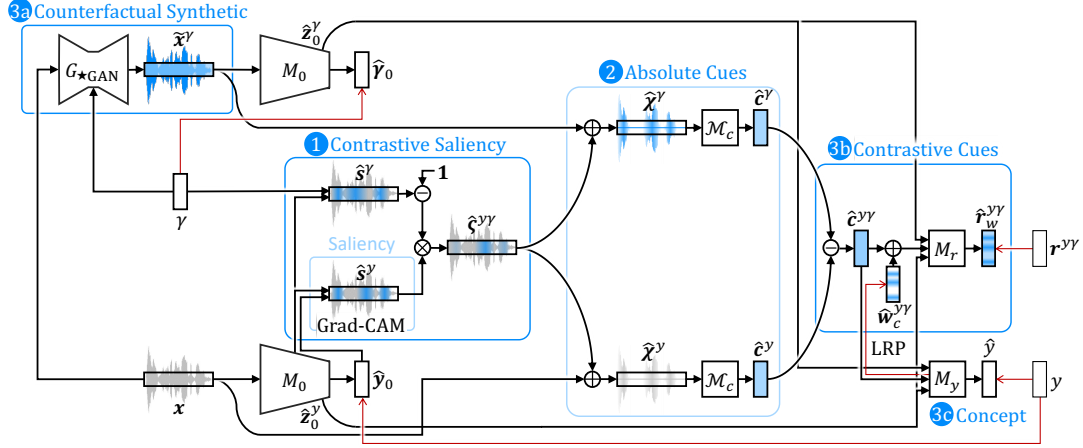 3a Counterfactual Synthetic
G★GAN
x̃^γ
M₀
ẑ₀^γ
γ̂₀
γ
1 Contrastive Saliency
ŝ^γ
1
−
⊗
ς̂^yγ
Saliency
ŝ^y
Grad-CAM
x
M₀
ŷ₀
ẑ₀^y
2 Absolute Cues
⊕
χ̂^γ
ℳ_c
ĉ^γ
⊕
χ̂^y
ℳ_c
ĉ^y
3b Contrastive Cues
−
ĉ^yγ
⊕
M_r
r̂_w^yγ
r^yγ
ŵ_c^yγ
LRP
M_y
ŷ
y
3c Concept